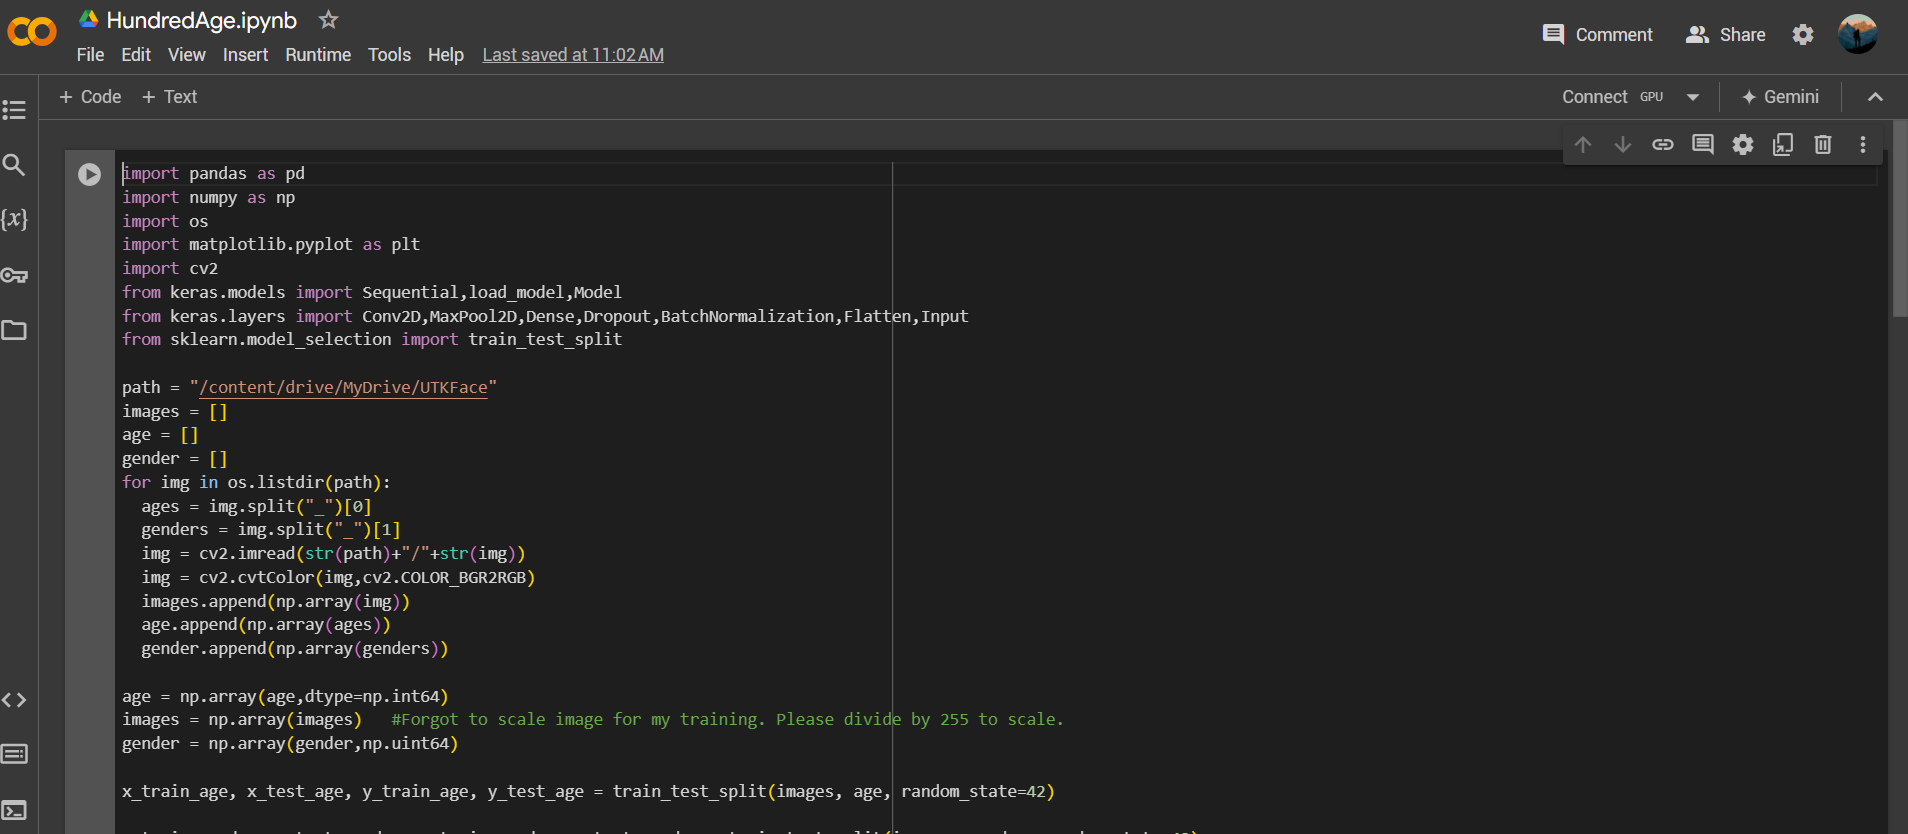 HundredAge.ipynb
File Edit View Insert Runtime Tools Help Last saved at 11:02 AM
Comment Share
+ Code + Text
Connect GPU Gemini
import pandas as pd
import numpy as np
import os
import matplotlib.pyplot as plt
import cv2
from keras.models import Sequential,load_model,Model
from keras.layers import Conv2D,MaxPool2D,Dense,Dropout,BatchNormalization,Flatten,Input
from sklearn.model_selection import train_test_split
path = "/content/drive/MyDrive/UTKFace"
images = []
age = []
gender = []
for img in os.listdir(path):
  ages = img.split("_")[0]
  genders = img.split("_")[1]
  img = cv2.imread(str(path)+"/"+str(img))
  img = cv2.cvtColor(img,cv2.COLOR_BGR2RGB)
  images.append(np.array(img))
  age.append(np.array(ages))
  gender.append(np.array(genders))
age = np.array(age,dtype=np.int64)
images = np.array(images)   #Forgot to scale image for my training. Please divide by 255 to scale.
gender = np.array(gender,np.uint64)
x_train_age, x_test_age, y_train_age, y_test_age = train_test_split(images, age, random_state=42)